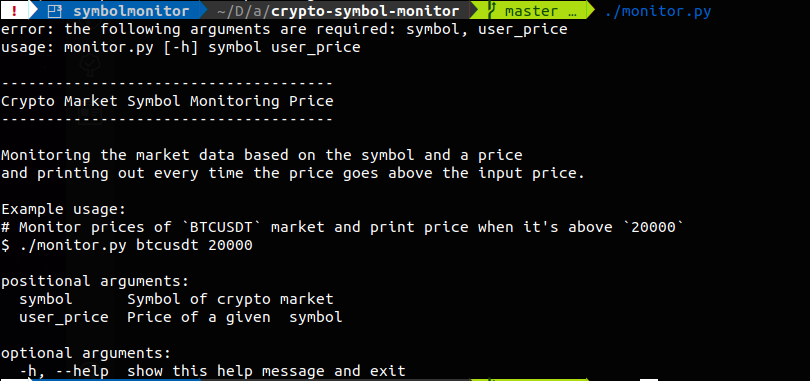 ! symbolmonitor ~/D/a/crypto-symbol-monitor master … ./monitor.py
error: the following arguments are required: symbol, user_price
usage: monitor.py [-h] symbol user_price
-------------------------------------
Crypto Market Symbol Monitoring Price
-------------------------------------
Monitoring the market data based on the symbol and a price
and printing out every time the price goes above the input price.
Example usage:
# Monitor prices of `BTCUSDT` market and print price when it's above `20000`
$ ./monitor.py btcusdt 20000
positional arguments:
  symbol      Symbol of crypto market
  user_price  Price of a given  symbol
optional arguments:
  -h, --help  show this help message and exit